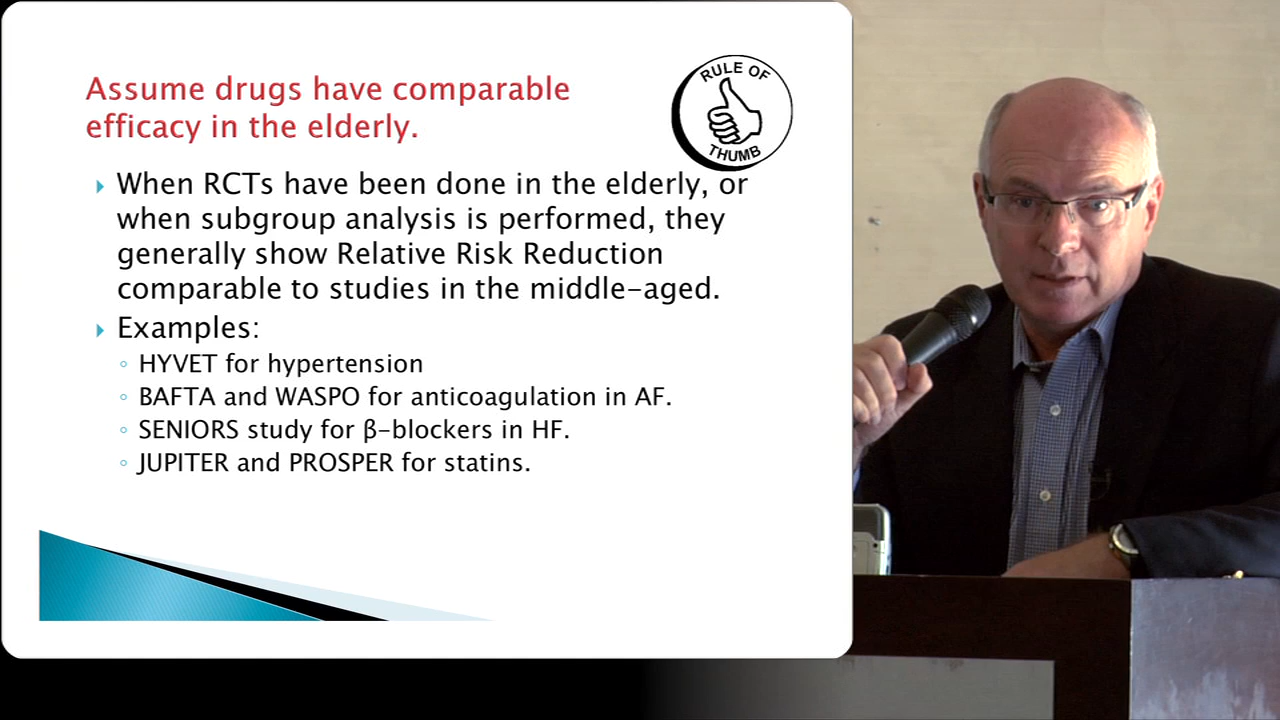 Assume drugs have comparable
efficacy in the elderly.
RULE OF
THUMB
When RCTs have been done in the elderly, or
when subgroup analysis is performed, they
generally show Relative Risk Reduction
comparable to studies in the middle-aged.
Examples:
HYVET for hypertension
BAFTA and WASPO for anticoagulation in AF.
SENIORS study for β-blockers in HF.
JUPITER and PROSPER for statins.